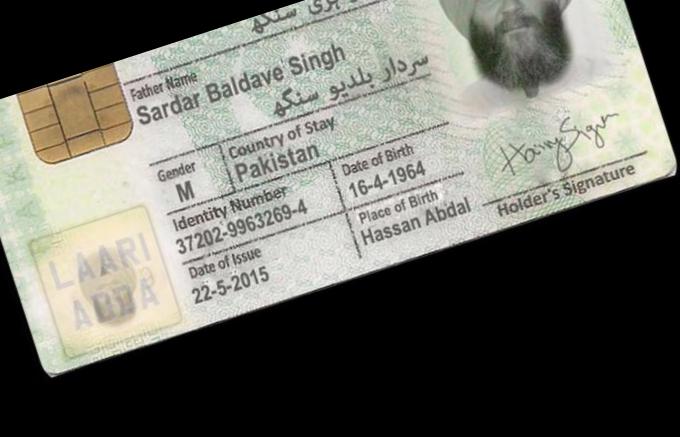 ہری سنگھ
Father Name
Sardar Baldave Singh
سردار بلدیو سنگھ
Gender
Country of Stay
M
Pakistan
Identity Number
Date of Birth
37202-9963269-4
16-4-1964
Date of Issue
Place of Birth
22-5-2015
Hassan Abdal
Holder's Signature
LAARI
ADDA